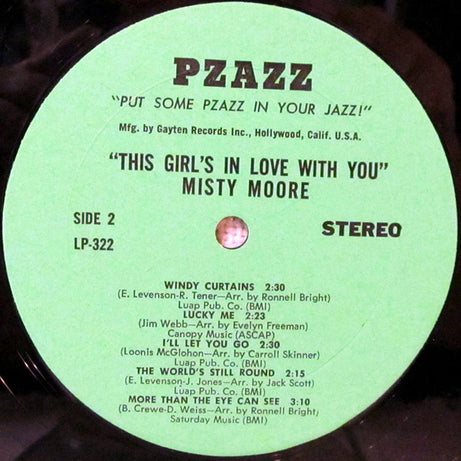 PZAZZ
"PUT SOME PZAZZ IN YOUR JAZZ!"
Mfg. by Gayten Records Inc., Hollywood, Calif. U.S.A.
"THIS GIRL'S IN LOVE WITH YOU"
MISTY MOORE
SIDE 2
LP-322
STEREO
WINDY CURTAINS 2:30
(E. Levenson-R. Tener—Arr. by Ronnell Bright)
Luap Pub. Co. (BMI)
LUCKY ME 2:23
(Jim Webb—Arr. by Evelyn Freeman)
Canopy Music (ASCAP)
I'LL LET YOU GO 2:30
(Loonis McGlohon—Arr. by Carroll Skinner)
Luap Pub. Co. (BMI)
THE WORLD'S STILL ROUND 2:15
(E. Levenson-J. Jones—Arr. by Jack Scott)
Luap Pub. Co. (BMI)
MORE THAN THE EYE CAN SEE 3:10
(B. Crewe-D. Weiss—Arr. by Ronnell Bright)
Saturday Music (BMI)